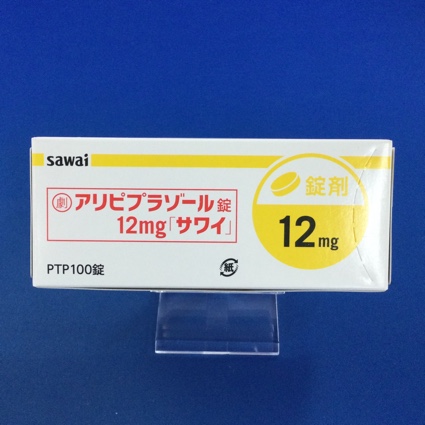 sawai
劇 アリピプラゾール錠
12mg「サワイ」
錠剤
12mg
PTP100錠
紙